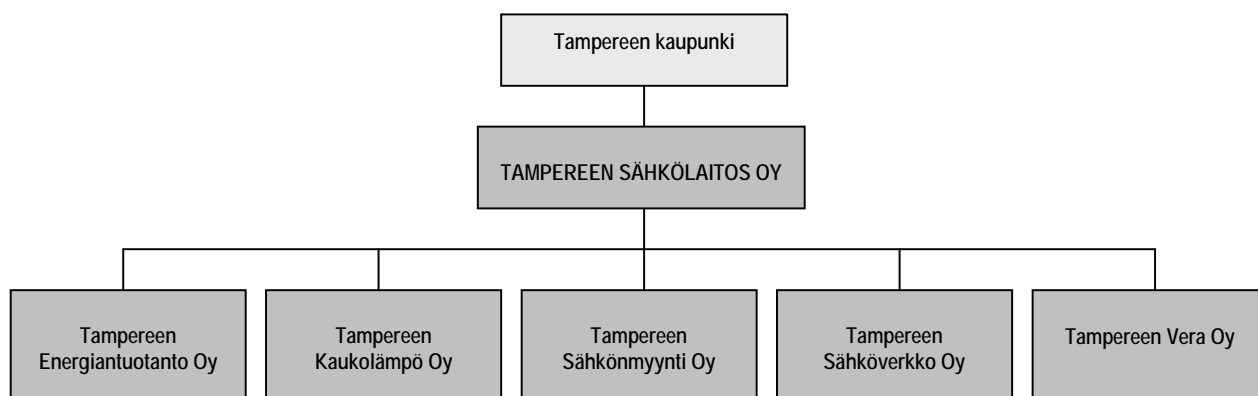 Tampereen kaupunki
TAMPEREEN SÄHKÖLAITOS OY
Tampereen
Energiantuotanto Oy
Tampereen
Kaukolämpö Oy
Tampereen
Sähkönmyynti Oy
Tampereen
Sähköverkko Oy
Tampereen Vera Oy